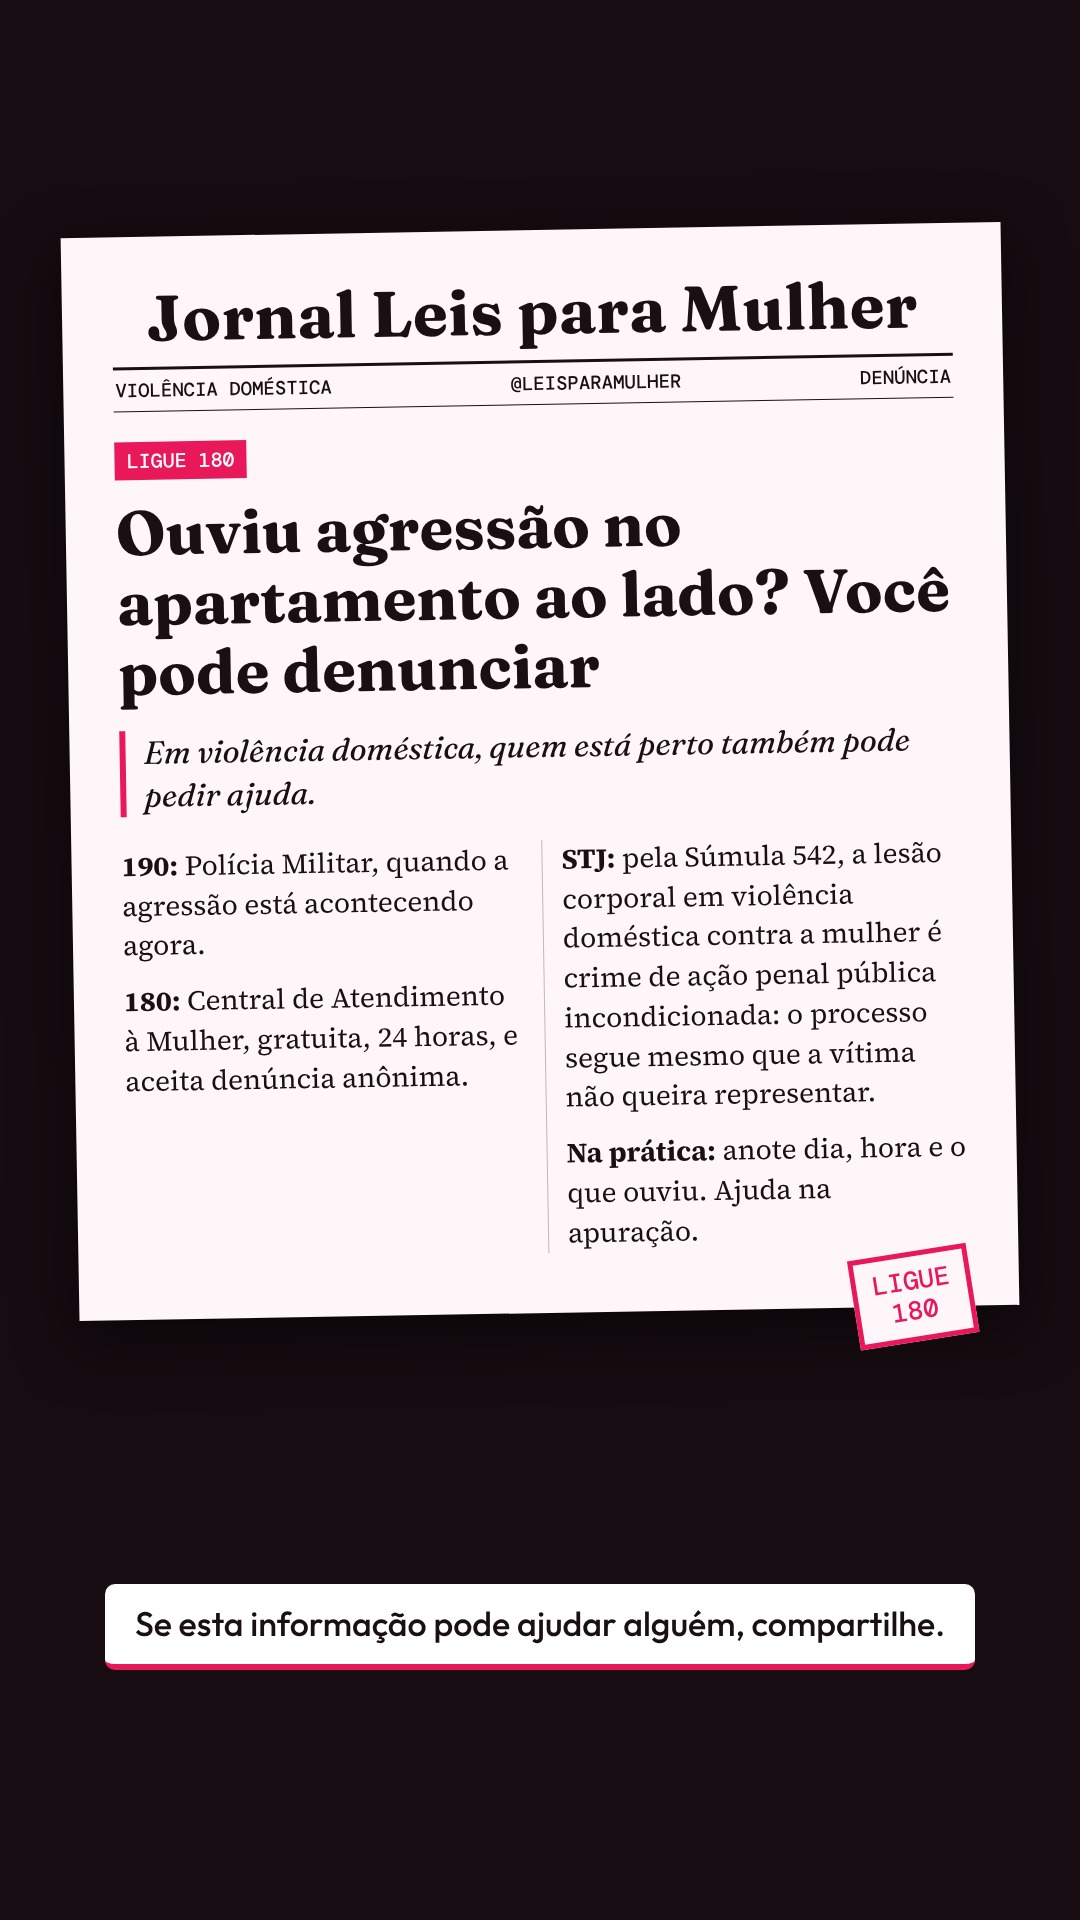 Jornal Leis para Mulher
VIOLÊNCIA DOMÉSTICA
@LEISPARAMULHER
DENÚNCIA
LIGUE 180
Ouviu agressão no
apartamento ao lado? Você
pode denunciar
Em violência doméstica, quem está perto também pode
pedir ajuda.
190: Polícia Militar, quando a
agressão está acontecendo
agora.
180: Central de Atendimento
à Mulher, gratuita, 24 horas, e
aceita denúncia anônima.
STJ: pela Súmula 542, a lesão
corporal em violência
doméstica contra a mulher é
crime de ação penal pública
incondicionada: o processo
segue mesmo que a vítima
não queira representar.
Na prática: anote dia, hora e o
que ouviu. Ajuda na
apuração.
LIGUE
180
Se esta informação pode ajudar alguém, compartilhe.